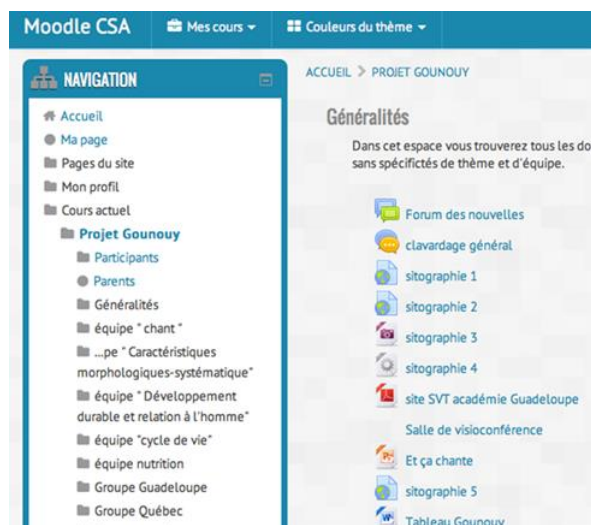 Moodle CSA
Mes cours
Couleurs du thème
NAVIGATION
Accueil
Ma page
Pages du site
Mon profil
Cours actuel
Projet Gounouy
Participants
Parents
Généralités
équipe " chant "
...pe " Caractéristiques
morphologiques-systématique"
équipe " Développement
durable et relation à l'homme"
équipe "cycle de vie"
équipe nutrition
Groupe Guadeloupe
Groupe Québec
ACCUEIL > PROJET GOUNOUY
Généralités
Dans cet espace vous trouverez tous les do
sans spécifictés de thème et d'équipe.
Forum des nouvelles
clavardage général
sitographie 1
sitographie 2
sitographie 3
sitographie 4
site SVT académie Guadeloupe
Salle de visioconférence
Et ça chante
sitographie 5
Tableau Gounouy